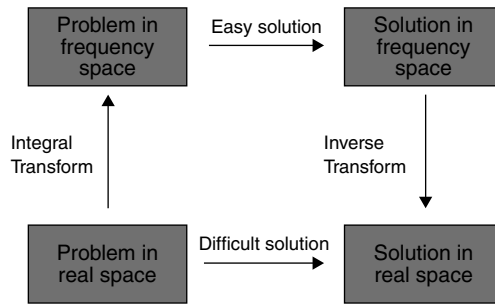 Problem in
frequency
space
Easy solution
Solution in
frequency
space
Integral
Transform
Inverse
Transform
Problem in
real space
Difficult solution
Solution in
real space